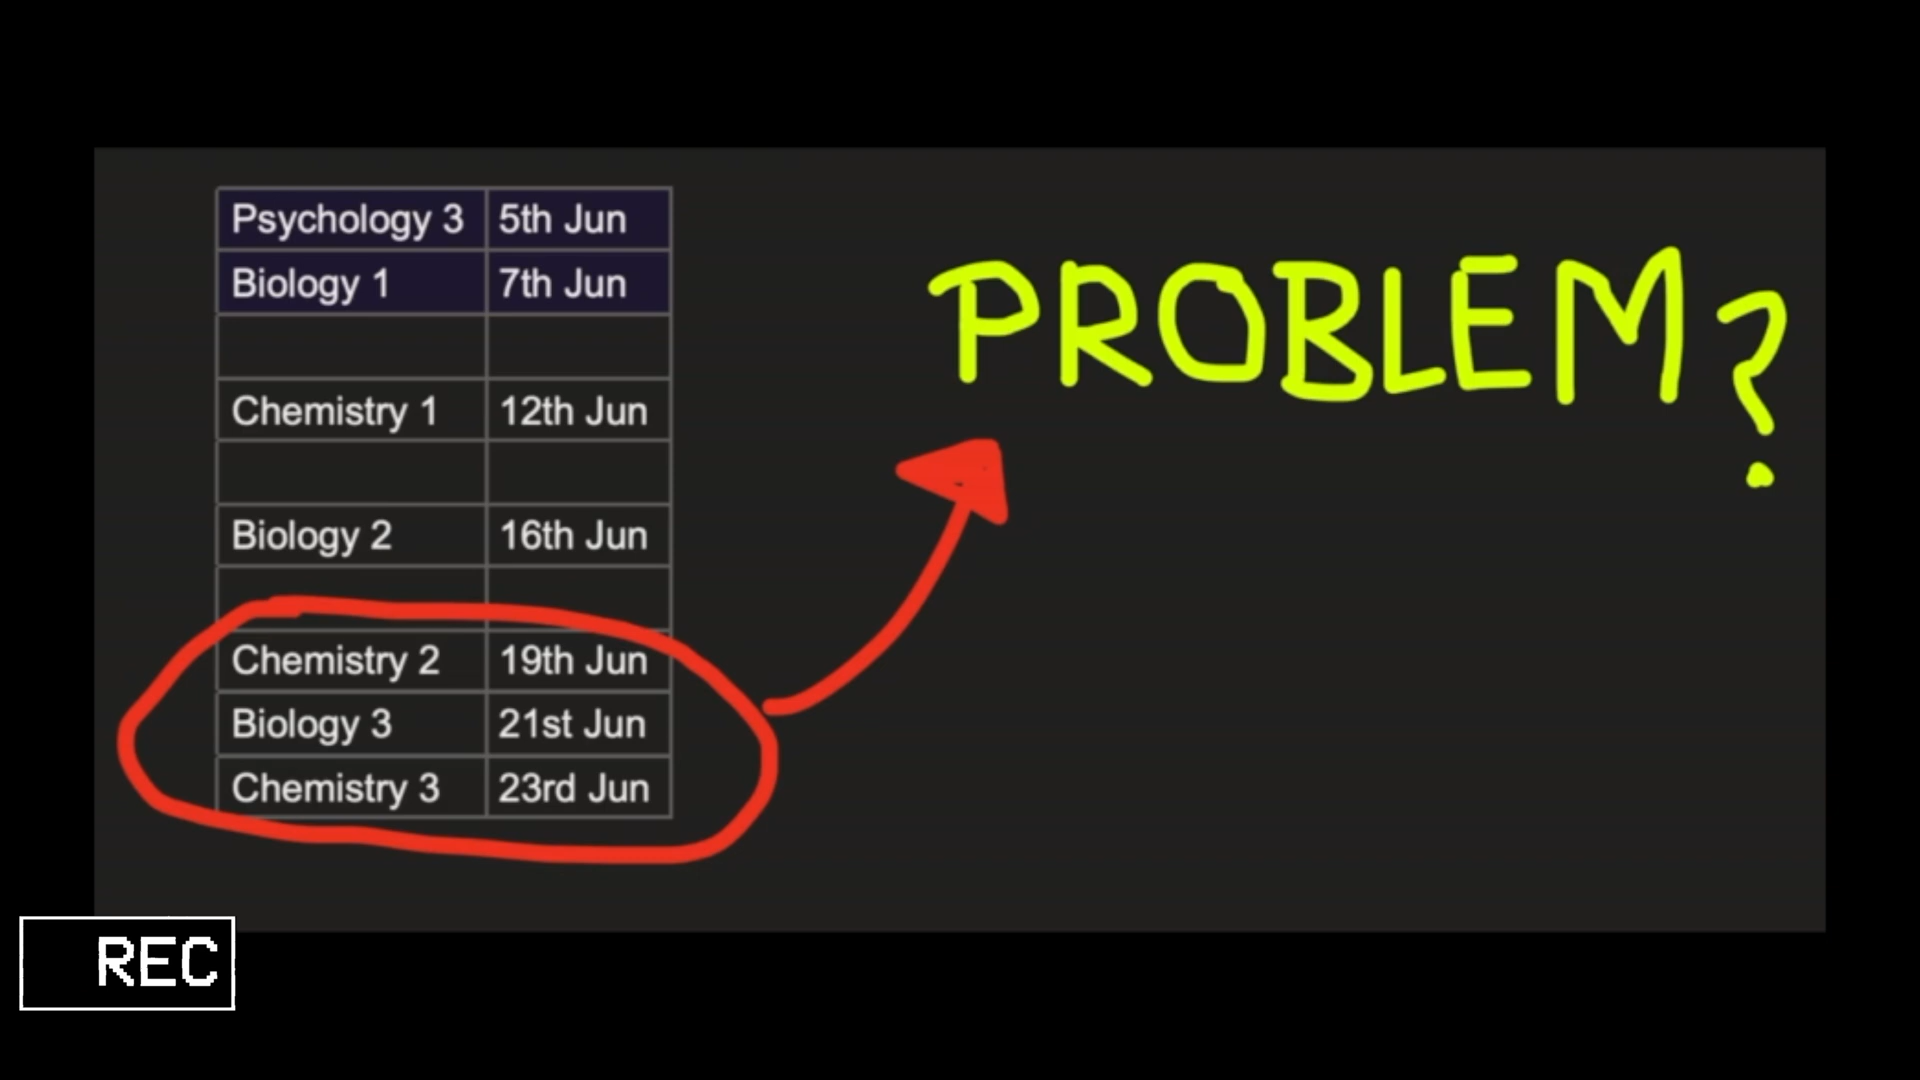 Psychology 3 5th Jun
Biology 1 7th Jun
Chemistry 1 12th Jun
Biology 2 16th Jun
Chemistry 2 19th Jun
Biology 3 21st Jun
Chemistry 3 23rd Jun
PROBLEM?
REC